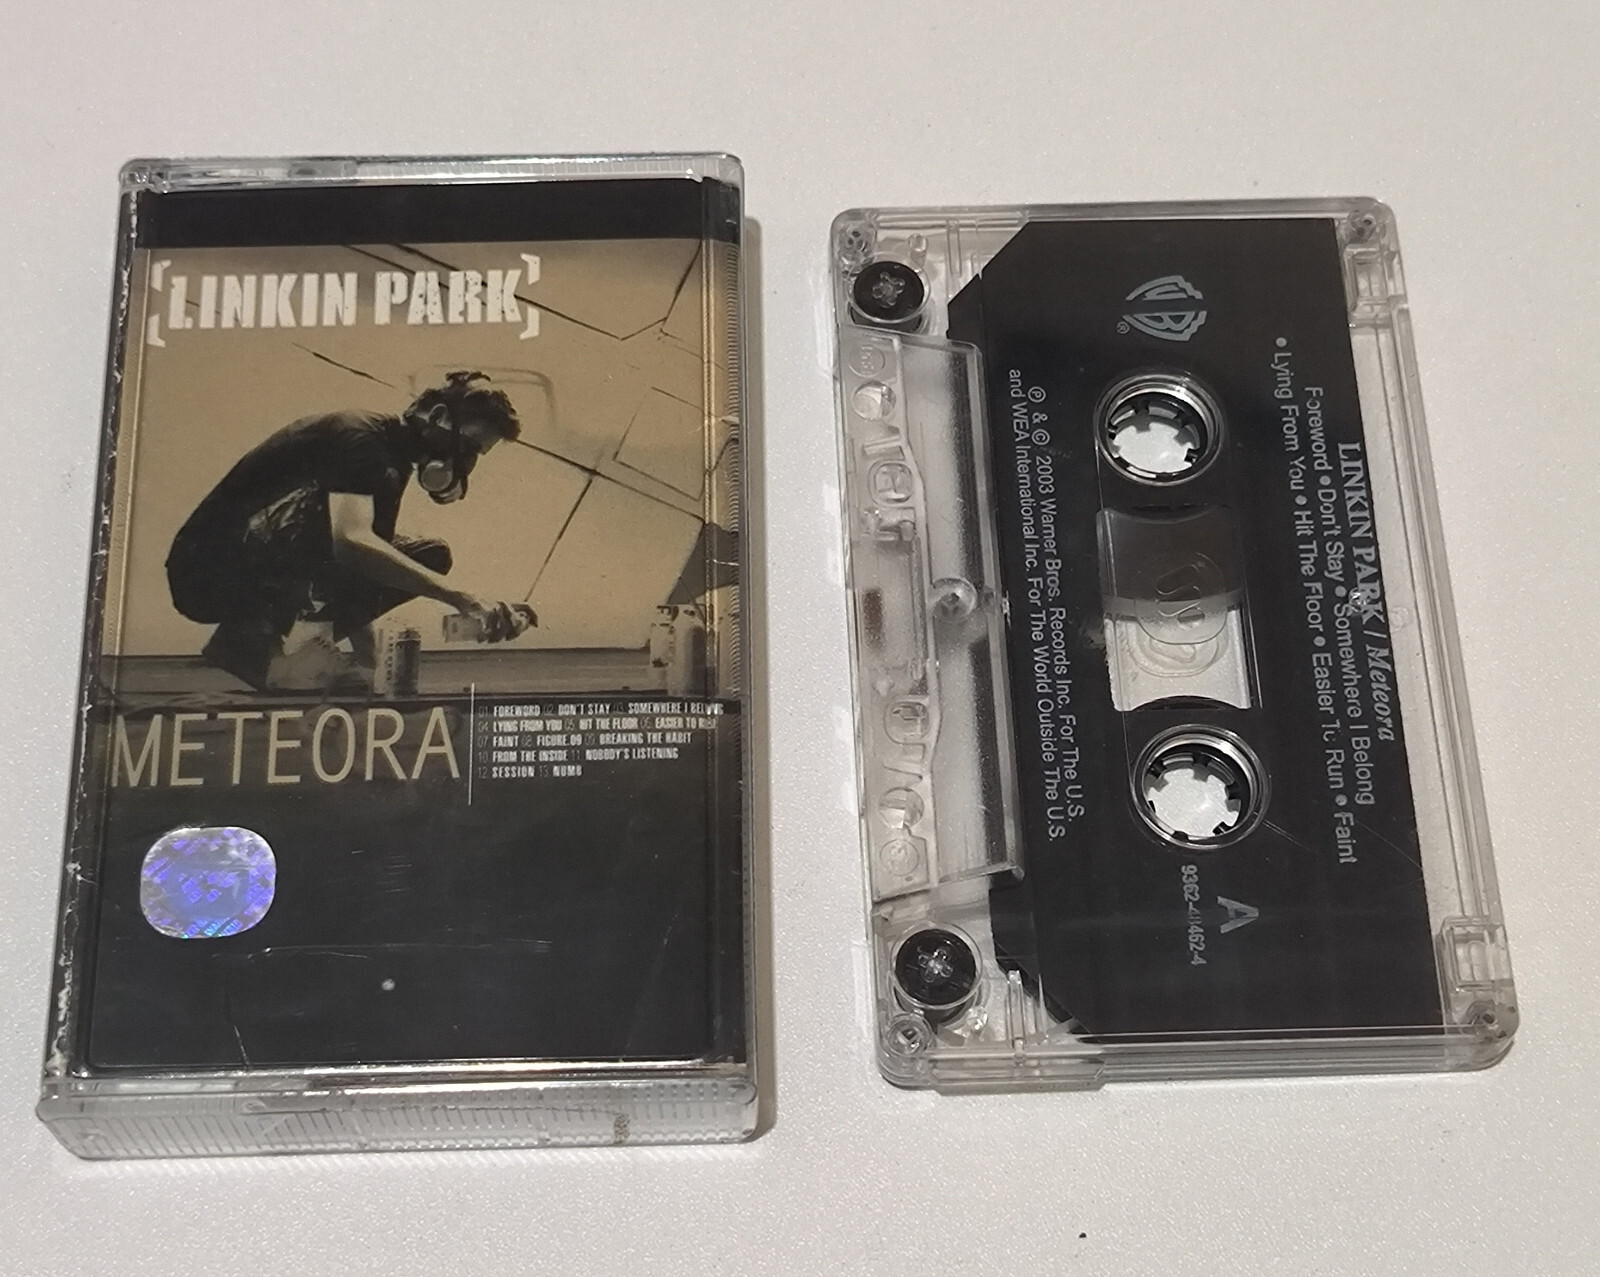 [LINKIN PARK]
METEORA
01 FOREWORD 02 DON'T STAY 03 SOMEWHERE I BELONG
04 LYING FROM YOU 05 HIT THE FLOOR 06 EASIER TO RUN
07 FAINT 08 FIGURE.09 09 BREAKING THE HABIT
10 FROM THE INSIDE 11 NOBODY'S LISTENING
12 SESSION 13 NUMB
WB
®
LINKIN PARK / Meteora
Foreword • Don't Stay • Somewhere I Belong
• Lying From You • Hit The Floor • Easier To Run • Faint
A
9362-48462-4
℗ & © 2003 Warner Bros. Records Inc. For The U.S.
and WEA International Inc. For The World Outside The U.S.